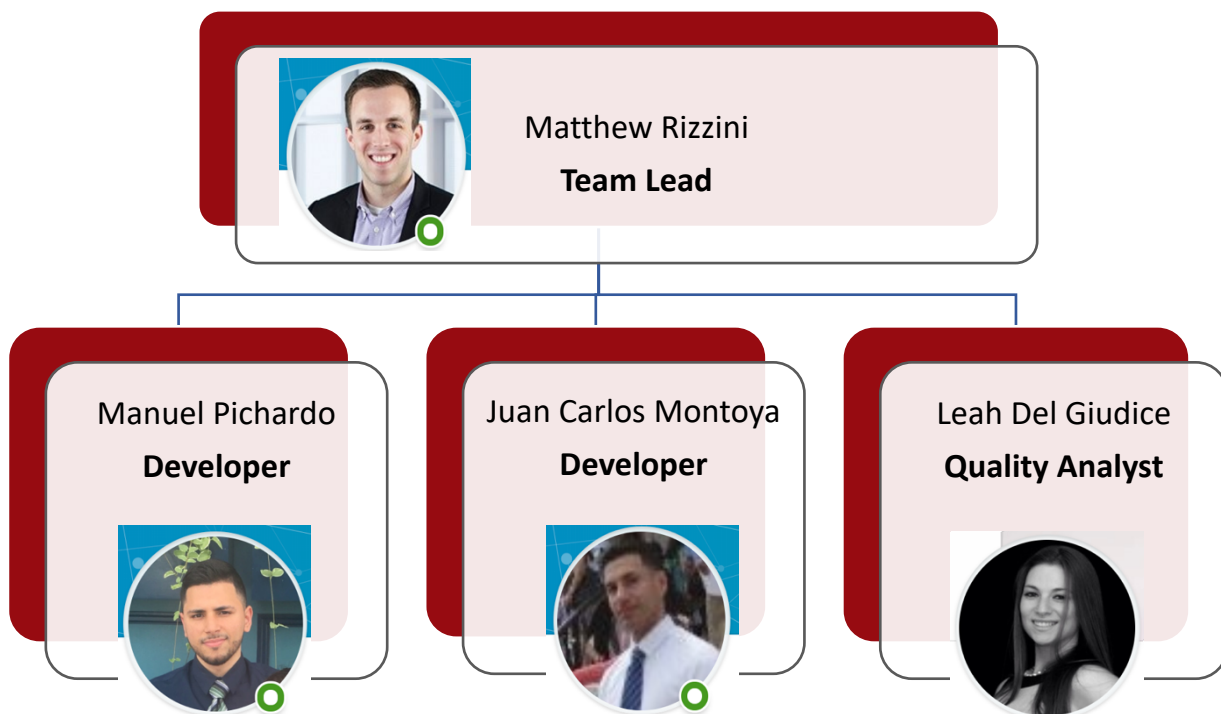 Matthew Rizzini
Team Lead
Manuel Pichardo
Developer
Juan Carlos Montoya
Developer
Leah Del Giudice
Quality Analyst